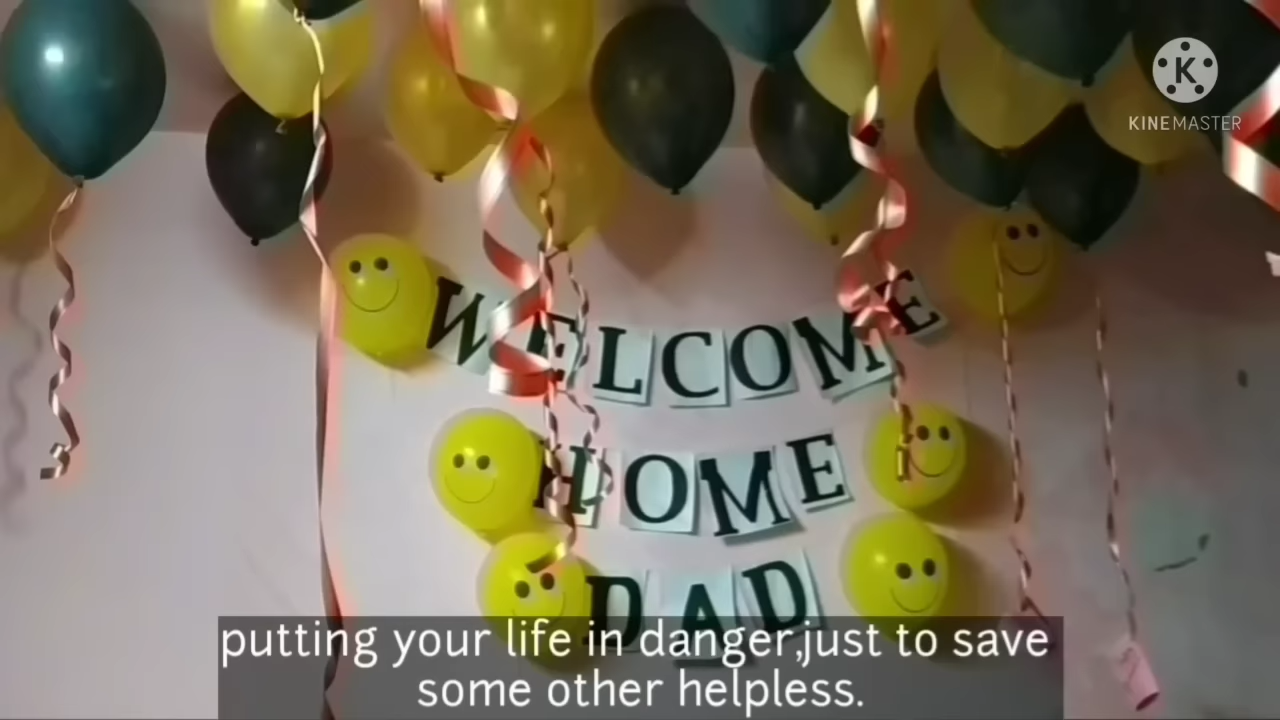 KINEMASTER
WELCOME
HOME
DAD
putting your life in danger,just to save
some other helpless.